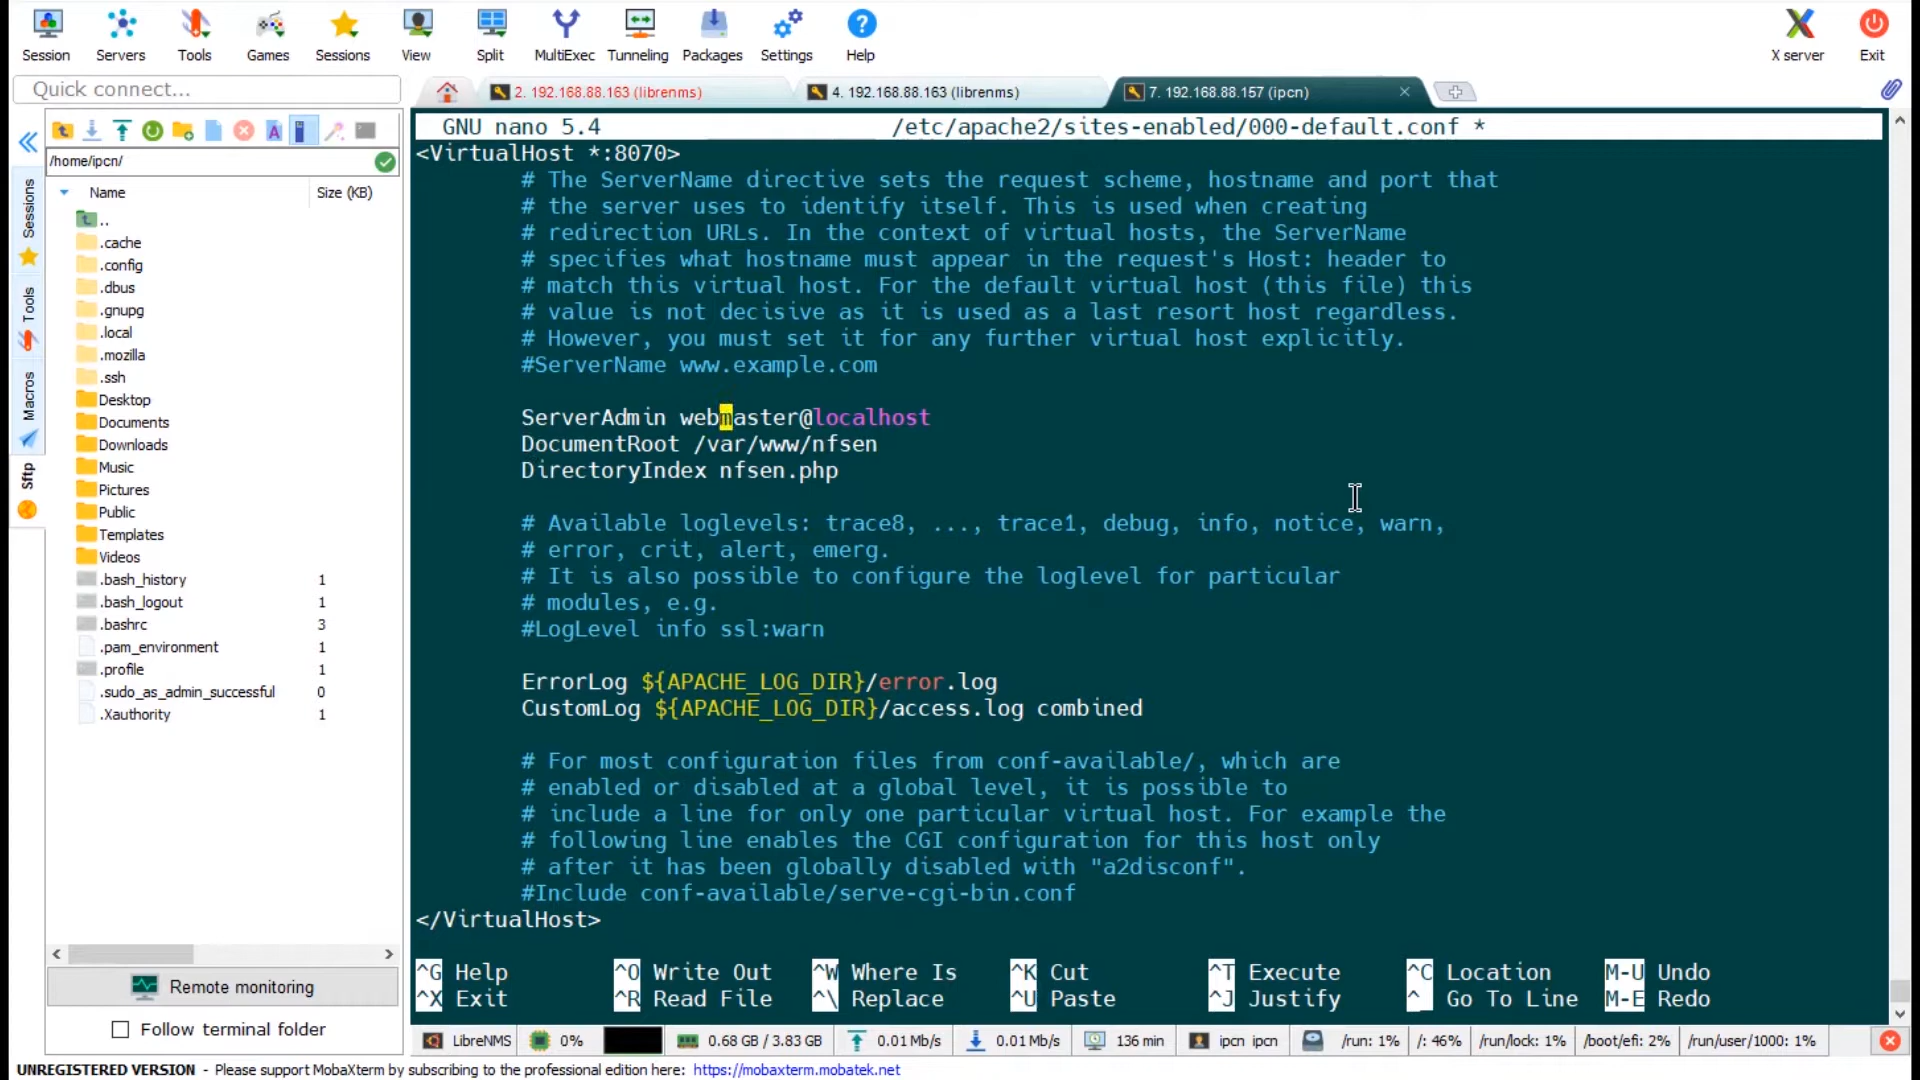 Session Servers Tools Games Sessions View Split MultiExec Tunneling Packages Settings Help X server Exit
Quick connect...
2. 192.168.88.163 (librenms) 4. 192.168.88.163 (librenms) 7. 192.168.88.157 (ipcn)
/home/ipcn/
Name Size (KB)
..
.cache
.config
.dbus
.gnupg
.local
.mozilla
.ssh
Desktop
Documents
Downloads
Music
Pictures
Public
Templates
Videos
.bash_history 1
.bash_logout 1
.bashrc 3
.pam_environment 1
.profile 1
.sudo_as_admin_successful 0
.Xauthority 1
Sessions
Tools
Macros
Sftp
Remote monitoring
Follow terminal folder
GNU nano 5.4 /etc/apache2/sites-enabled/000-default.conf *
<VirtualHost *:8070>
# The ServerName directive sets the request scheme, hostname and port that
# the server uses to identify itself. This is used when creating
# redirection URLs. In the context of virtual hosts, the ServerName
# specifies what hostname must appear in the request's Host: header to
# match this virtual host. For the default virtual host (this file) this
# value is not decisive as it is used as a last resort host regardless.
# However, you must set it for any further virtual host explicitly.
#ServerName www.example.com
ServerAdmin webmaster@localhost
DocumentRoot /var/www/nfsen
DirectoryIndex nfsen.php
# Available loglevels: trace8, ..., trace1, debug, info, notice, warn,
# error, crit, alert, emerg.
# It is also possible to configure the loglevel for particular
# modules, e.g.
#LogLevel info ssl:warn
ErrorLog ${APACHE_LOG_DIR}/error.log
CustomLog ${APACHE_LOG_DIR}/access.log combined
# For most configuration files from conf-available/, which are
# enabled or disabled at a global level, it is possible to
# include a line for only one particular virtual host. For example the
# following line enables the CGI configuration for this host only
# after it has been globally disabled with "a2disconf".
#Include conf-available/serve-cgi-bin.conf
</VirtualHost>
^G Help ^O Write Out ^W Where Is ^K Cut ^T Execute ^C Location M-U Undo
^X Exit ^R Read File ^\ Replace ^U Paste ^J Justify ^_ Go To Line M-E Redo
LibreNMS 0% 0.68 GB / 3.83 GB 0.01 Mb/s 0.01 Mb/s 136 min ipcn ipcn /run: 1% /: 46% /run/lock: 1% /boot/efi: 2% /run/user/1000: 1%
UNREGISTERED VERSION - Please support MobaXterm by subscribing to the professional edition here: https://mobaxterm.mobatek.net